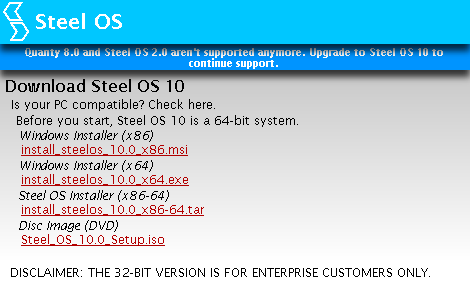 Steel OS
Quanty 8.0 and Steel OS 2.0 aren't supported anymore. Upgrade to Steel OS 10 to
continue support.
Download Steel OS 10
Is your PC compatible? Check here.
Before you start, Steel OS 10 is a 64-bit system.
Windows Installer (x86)
install_steelos_10.0_x86.msi
Windows Installer (x64)
install_steelos_10.0_x64.exe
Steel OS Installer (x86-64)
install_steelos_10.0_x86-64.tar
Disc Image (DVD)
Steel_OS_10.0_Setup.iso
DISCLAIMER: THE 32-BIT VERSION IS FOR ENTERPRISE CUSTOMERS ONLY.